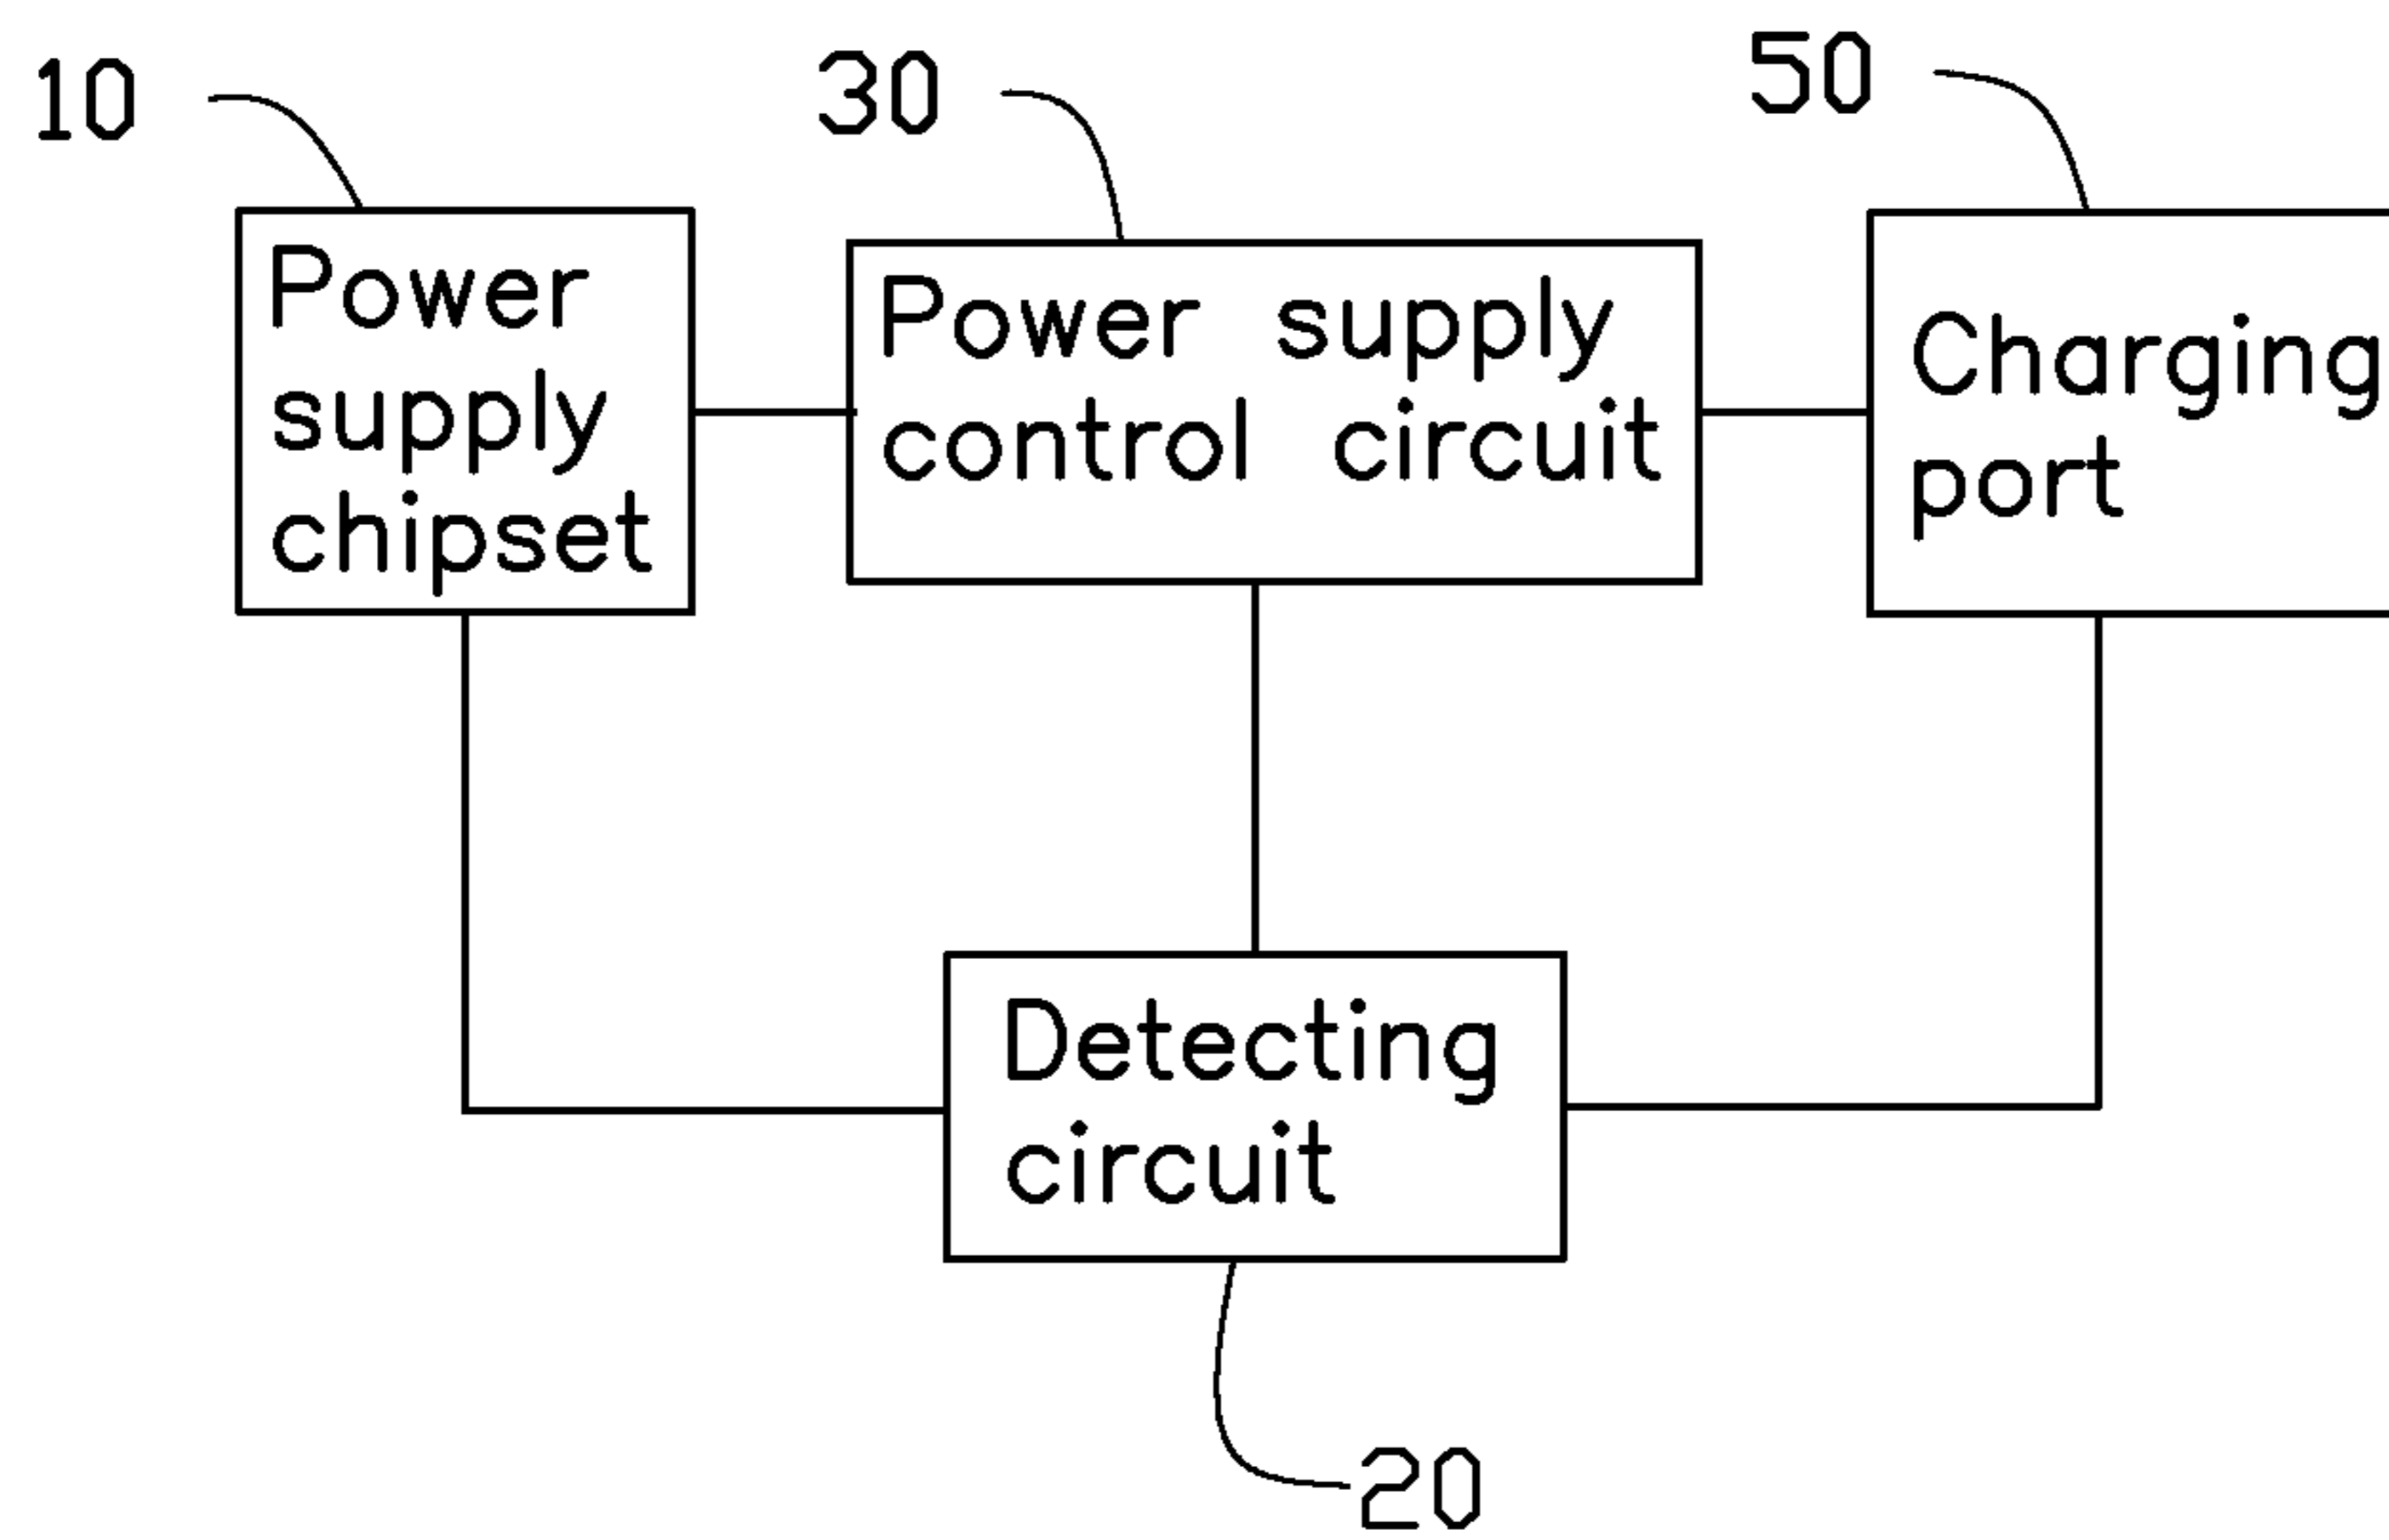 10
30
50
Power
supply
chipset
Power supply
control circuit
Charging
port
Detecting
circuit
20